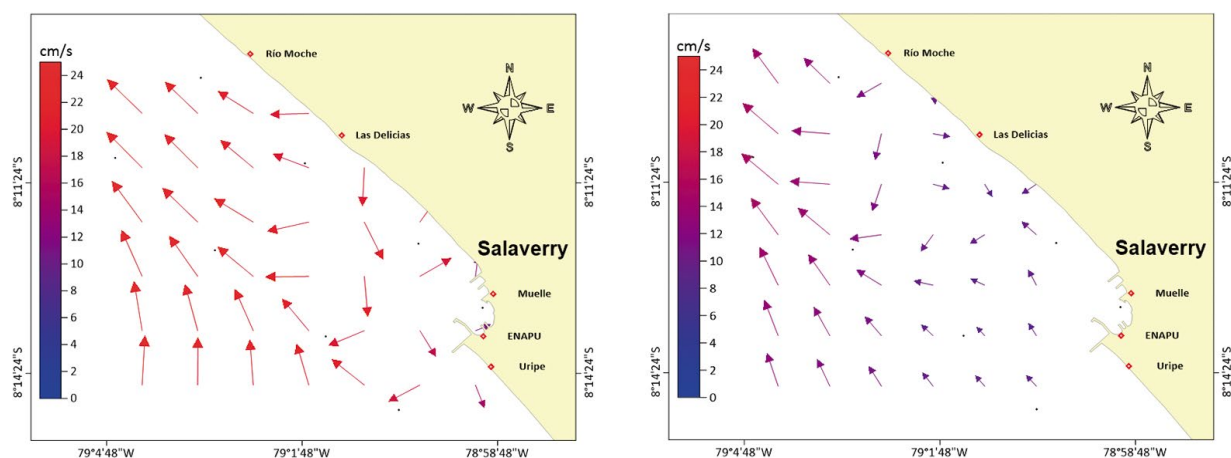 cm/s
24
22
20
18
16
14
12
10
8
6
4
2
0
Río Moche
N
W E
S
Las Delicias
Salaverry
Muelle
ENAPU
Uripe
8°11'24"S
8°14'24"S
8°11'24"S
8°14'24"S
79°4'48"W 79°1'48"W 78°58'48"W
cm/s
24
22
20
18
16
14
12
10
8
6
4
2
0
Río Moche
N
W E
S
Las Delicias
Salaverry
Muelle
ENAPU
Uripe
8°11'24"S
8°14'24"S
8°11'24"S
8°14'24"S
79°4'48"W 79°1'48"W 78°58'48"W